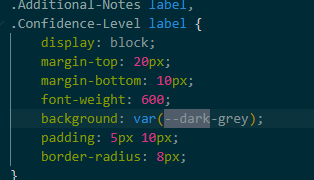 .Additional-Notes label,
.Confidence-Level label {
display: block;
margin-top: 20px;
margin-bottom: 10px;
font-weight: 600;
background: var(--dark-grey);
padding: 5px 10px;
border-radius: 8px;
}